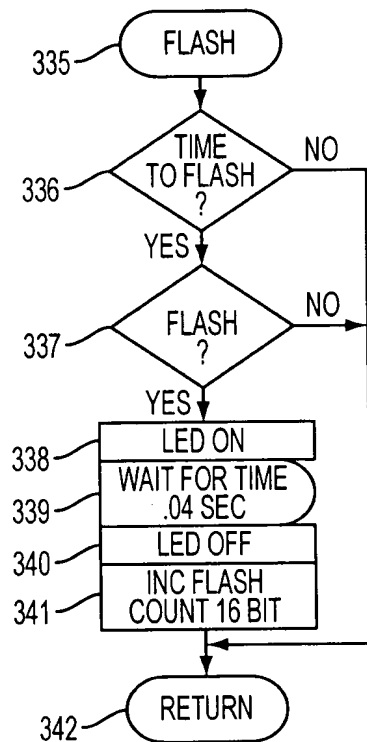 FLASH
335
TIME
TO FLASH
?
NO
336
YES
FLASH
?
NO
337
YES
LED ON
338
WAIT FOR TIME
.04 SEC
339
LED OFF
340
INC FLASH
COUNT 16 BIT
341
RETURN
342